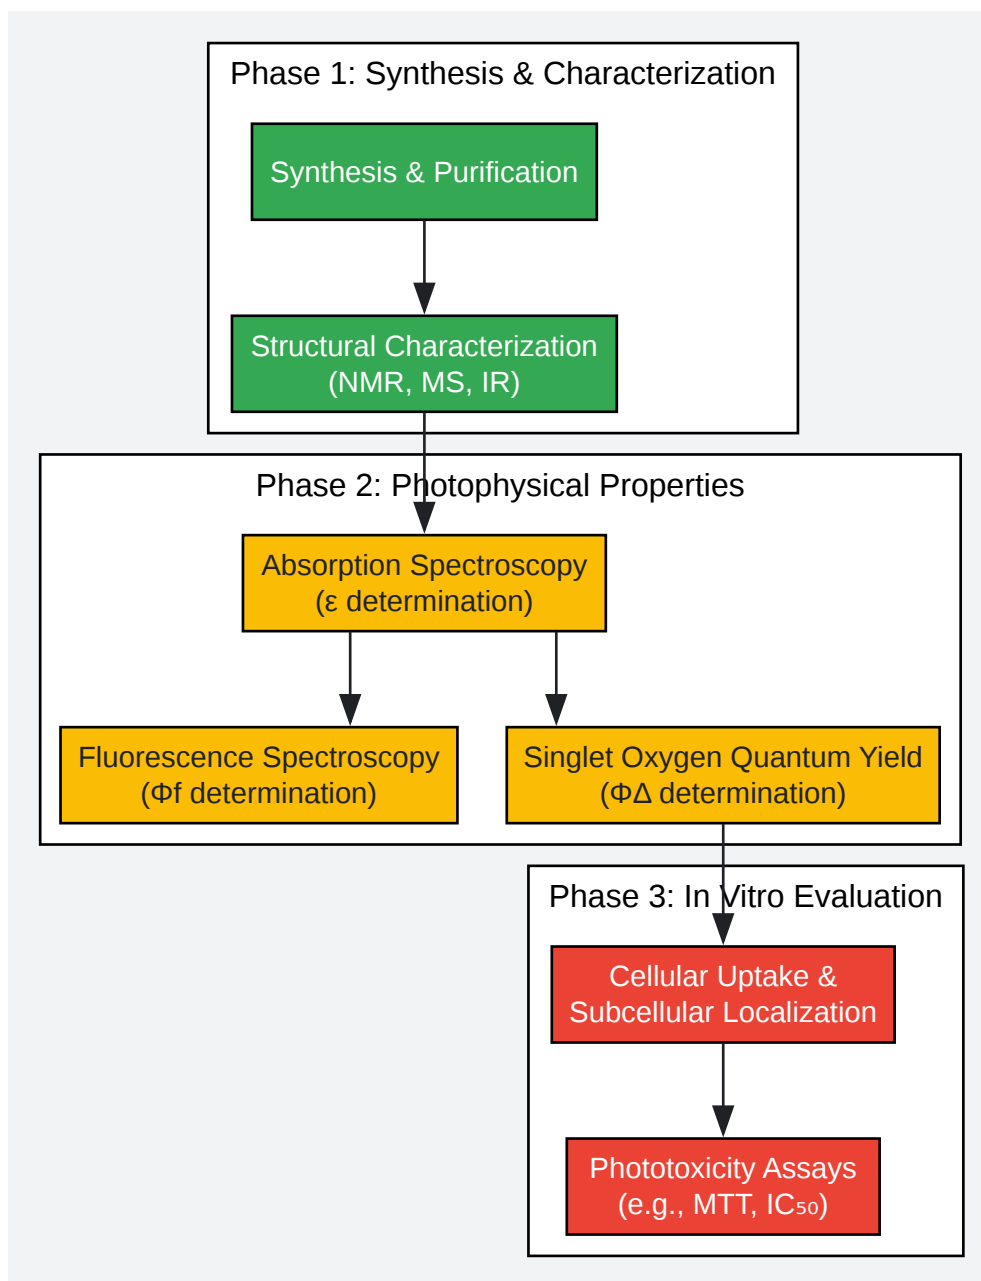 Phase 1: Synthesis & Characterization
Synthesis & Purification
Structural Characterization
(NMR, MS, IR)
Phase 2: Photophysical Properties
Absorption Spectroscopy
(ε determination)
Fluorescence Spectroscopy
(Φf determination)
Singlet Oxygen Quantum Yield
(ΦΔ determination)
Phase 3: In Vitro Evaluation
Cellular Uptake &
Subcellular Localization
Phototoxicity Assays
(e.g., MTT, IC₅₀)